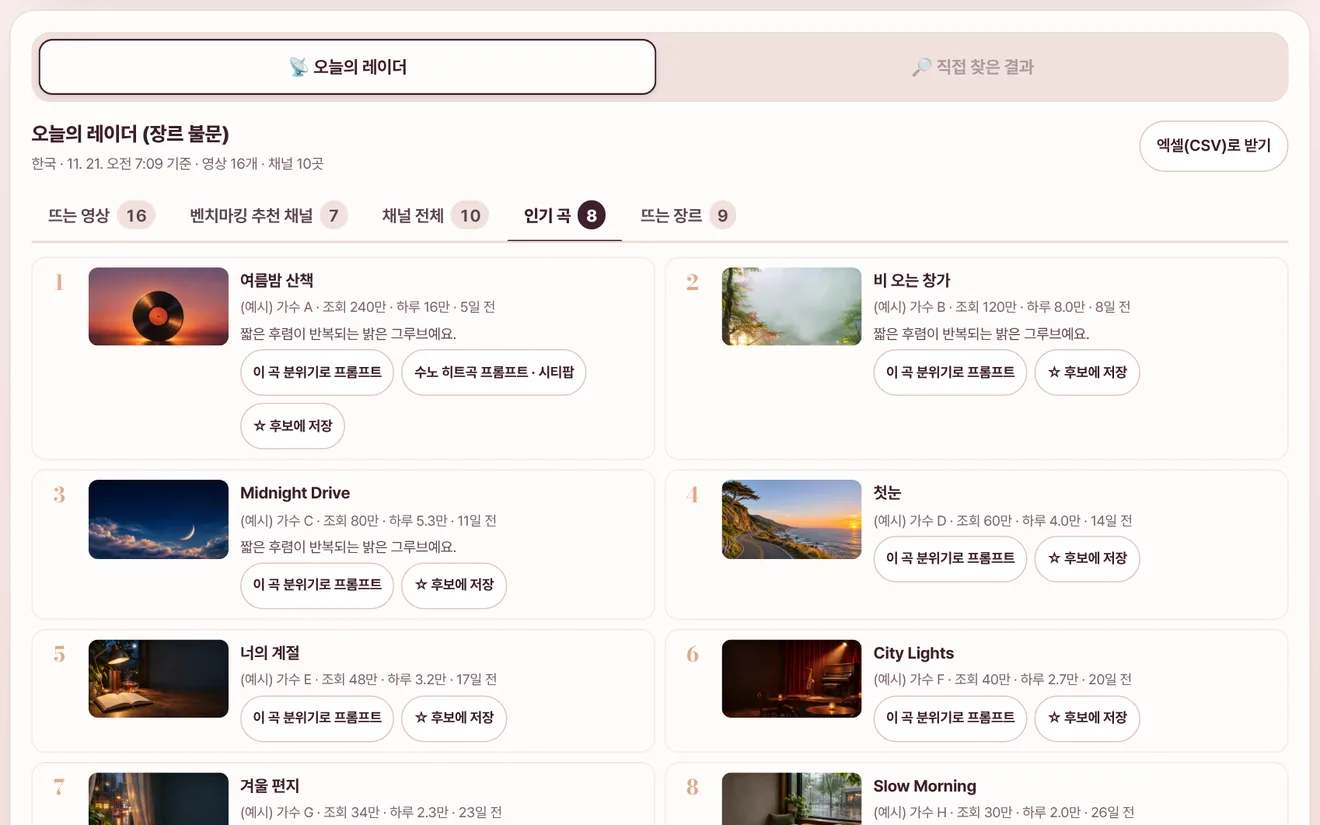 📡 오늘의 레이더
🔎 직접 찾은 결과
오늘의 레이더 (장르 불문)
한국 · 11. 21. 오전 7:09 기준 · 영상 16개 · 채널 10곳
엑셀(CSV)로 받기
뜨는 영상 16 벤치마킹 추천 채널 7 채널 전체 10 인기 곡 8 뜨는 장르 9
1
여름밤 산책
(예시) 가수 A · 조회 240만 · 하루 16만 · 5일 전
짧은 후렴이 반복되는 밝은 그루브예요.
이 곡 분위기로 프롬프트 수노 히트곡 프롬프트 · 시티팝
☆ 후보에 저장
2
비 오는 창가
(예시) 가수 B · 조회 120만 · 하루 8.0만 · 8일 전
짧은 후렴이 반복되는 밝은 그루브예요.
이 곡 분위기로 프롬프트 ☆ 후보에 저장
3
Midnight Drive
(예시) 가수 C · 조회 80만 · 하루 5.3만 · 11일 전
짧은 후렴이 반복되는 밝은 그루브예요.
이 곡 분위기로 프롬프트 ☆ 후보에 저장
4
첫눈
(예시) 가수 D · 조회 60만 · 하루 4.0만 · 14일 전
이 곡 분위기로 프롬프트 ☆ 후보에 저장
5
너의 계절
(예시) 가수 E · 조회 48만 · 하루 3.2만 · 17일 전
이 곡 분위기로 프롬프트 ☆ 후보에 저장
6
City Lights
(예시) 가수 F · 조회 40만 · 하루 2.7만 · 20일 전
이 곡 분위기로 프롬프트 ☆ 후보에 저장
7
겨울 편지
(예시) 가수 G · 조회 34만 · 하루 2.3만 · 23일 전
8
Slow Morning
(예시) 가수 H · 조회 30만 · 하루 2.0만 · 26일 전